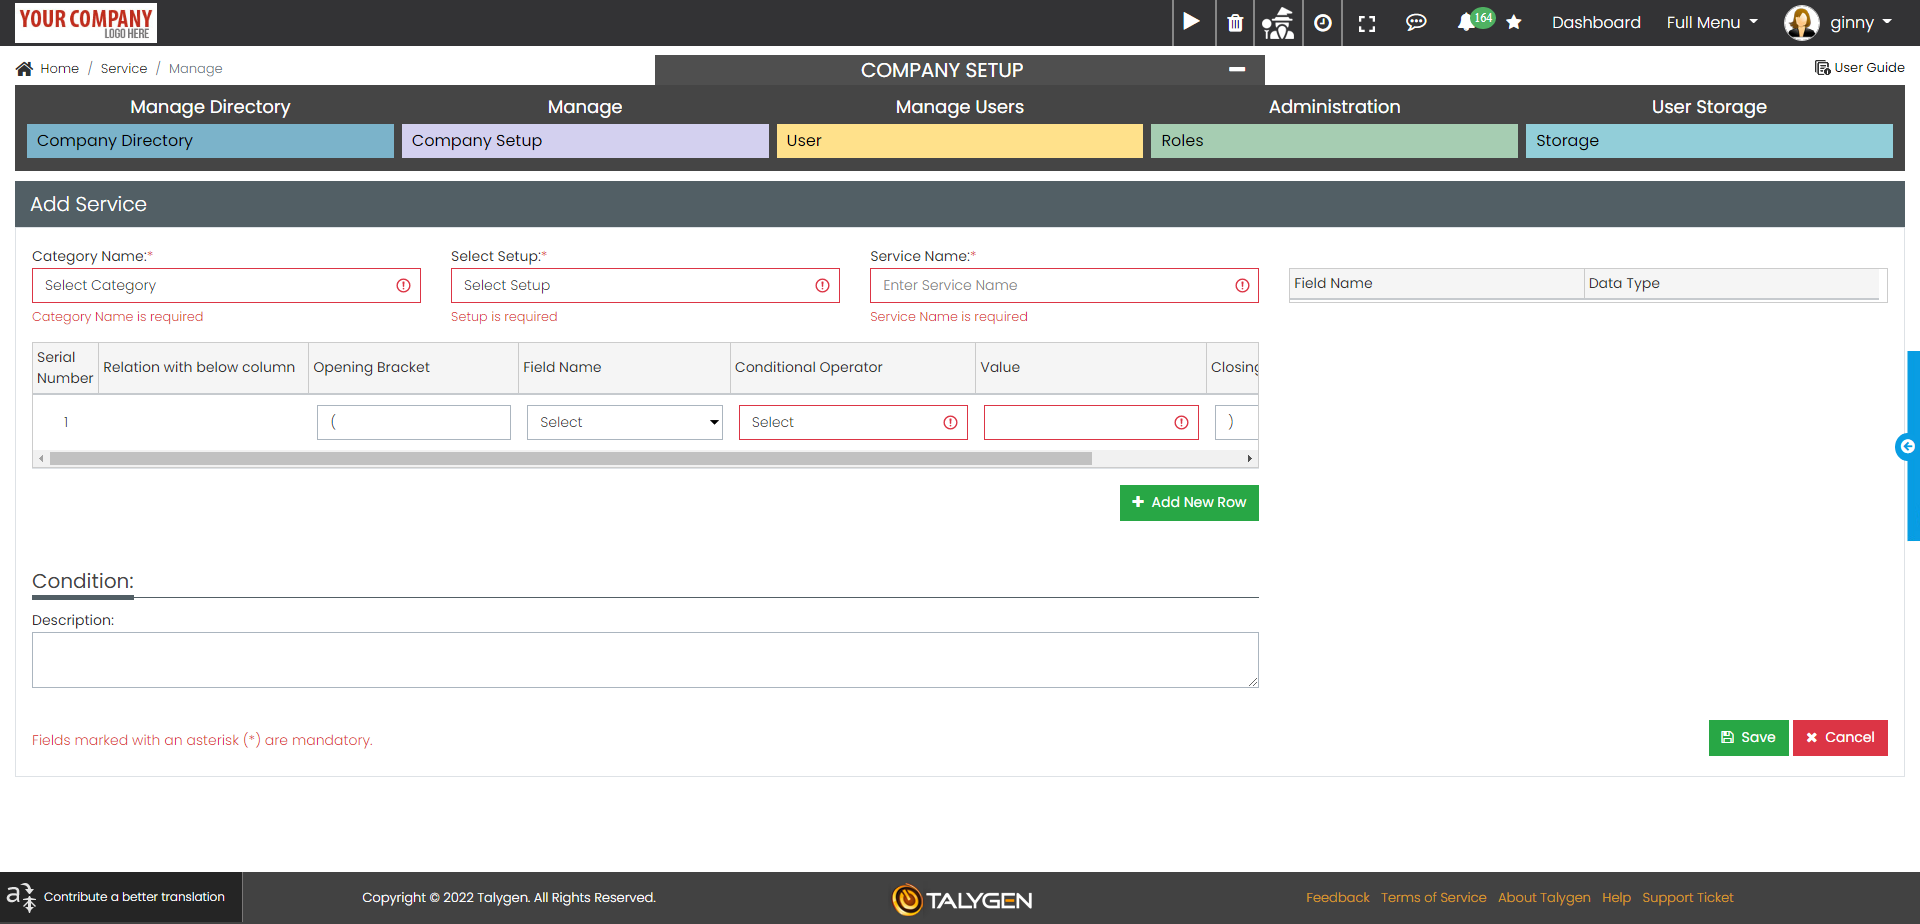 YOUR COMPANY
LOGO HERE
164
Dashboard
Full Menu
ginny
Home / Service / Manage
COMPANY SETUP
User Guide
Manage Directory
Manage
Manage Users
Administration
User Storage
Company Directory
Company Setup
User
Roles
Storage
Add Service
Category Name:*
Select Setup:*
Service Name:*
Select Category
Select Setup
Enter Service Name
Field Name
Data Type
Category Name is required
Setup is required
Service Name is required
Serial Number
Relation with below column
Opening Bracket
Field Name
Conditional Operator
Value
Closing
1
(
Select
Select
)
Add New Row
Condition:
Description:
Fields marked with an asterisk (*) are mandatory.
Save
Cancel
Contribute a better translation
Copyright © 2022 Talygen. All Rights Reserved.
TALYGEN
Feedback
Terms of Service
About Talygen
Help
Support Ticket